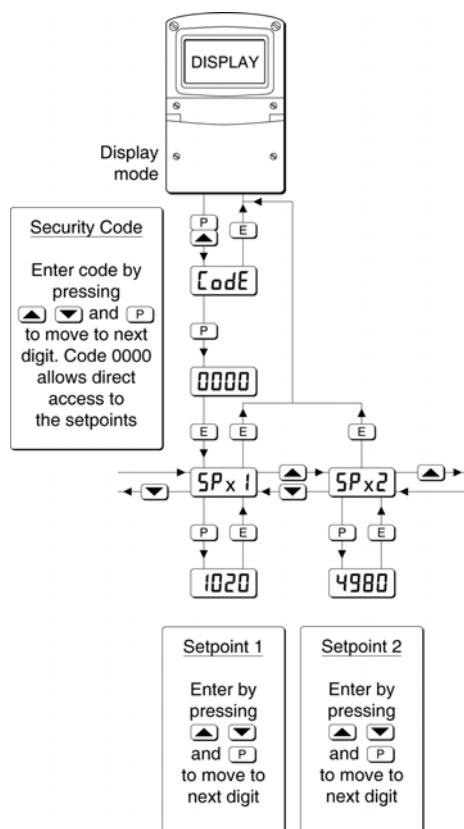 DISPLAY
Display
mode
P
E
CodE
P
0000
E
E
E
SPx1
SPx2
P
E
P
E
1020
4980
Security Code
Enter code by
pressing
and P
to move to next
digit. Code 0000
allows direct
access to
the setpoints
Setpoint 1
Enter by
pressing
and P
to move to
next digit
Setpoint 2
Enter by
pressing
and P
to move to
next digit